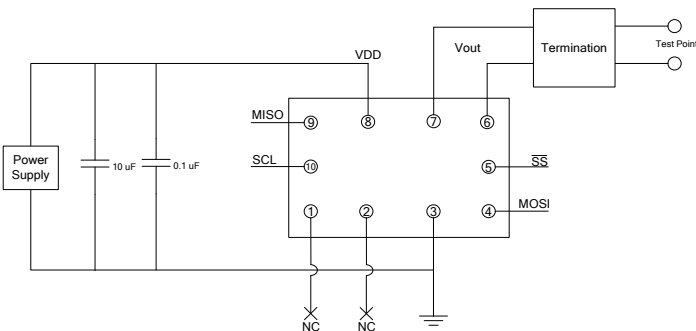 VDD
Vout
Termination
Test Point
MISO
9
8
7
6
Power
Supply
10 uF
0.1 uF
SCL
10
5
SS
1
2
3
4
MOSI
NC
NC